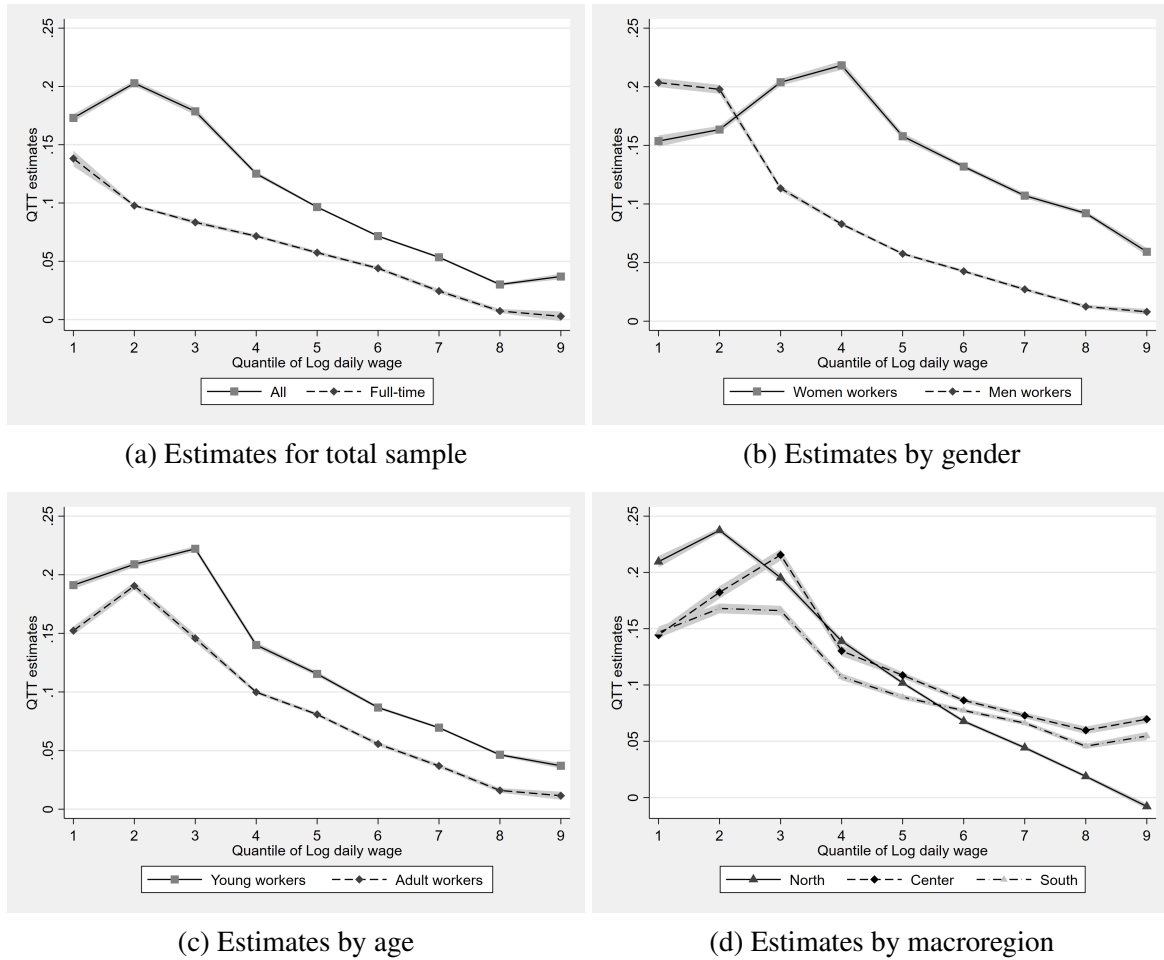 QTT estimates
0 .05 .1 .15 .2 .25
1 2 3 4 5 6 7 8 9
Quantile of Log daily wage
All Full-time
(a) Estimates for total sample
QTT estimates
0 .05 .1 .15 .2 .25
1 2 3 4 5 6 7 8 9
Quantile of Log daily wage
Women workers Men workers
(b) Estimates by gender
QTT estimates
0 .05 .1 .15 .2 .25
1 2 3 4 5 6 7 8 9
Quantile of Log daily wage
Young workers Adult workers
(c) Estimates by age
QTT estimates
0 .05 .1 .15 .2 .25
1 2 3 4 5 6 7 8 9
Quantile of Log daily wage
North Center South
(d) Estimates by macroregion